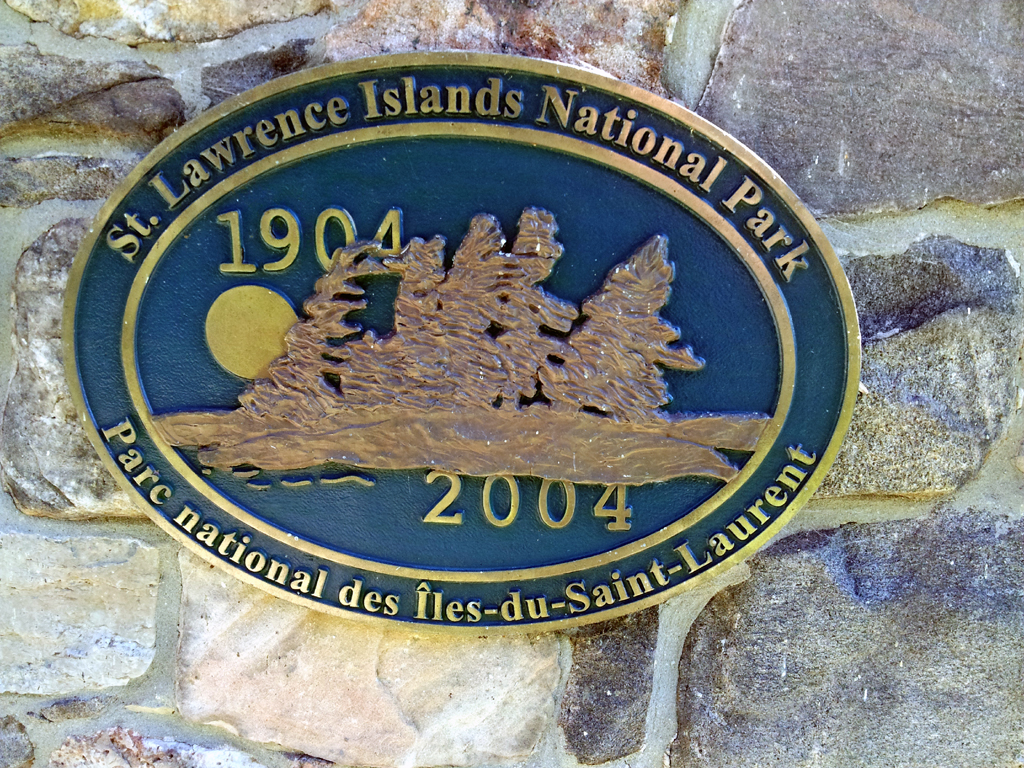 St. Lawrence Islands National Park
1904
2004
Parc national des Îles-du-Saint-Laurent